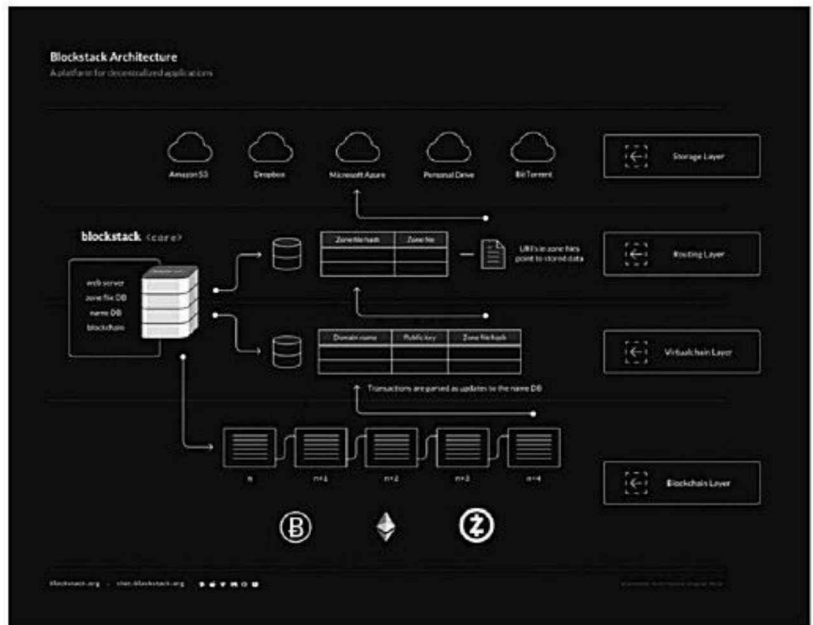 Blockstack Architecture
A platform for decentralized applications
Amazon S3
Dropbox
Microsoft Azure
Personal Drive
BitTorrent
Storage Layer
blockstack <core>
web server
zone file DB
name DB
blockchain
Zone file hash
Zone file
URI's in zone files
point to stored data
Routing Layer
Domain name
Public key
Zone file hash
Virtualchain Layer
Transactions are parsed as updates to the name DB
n
n+1
n+2
n+3
n+4
Blockchain Layer
blockstack.org